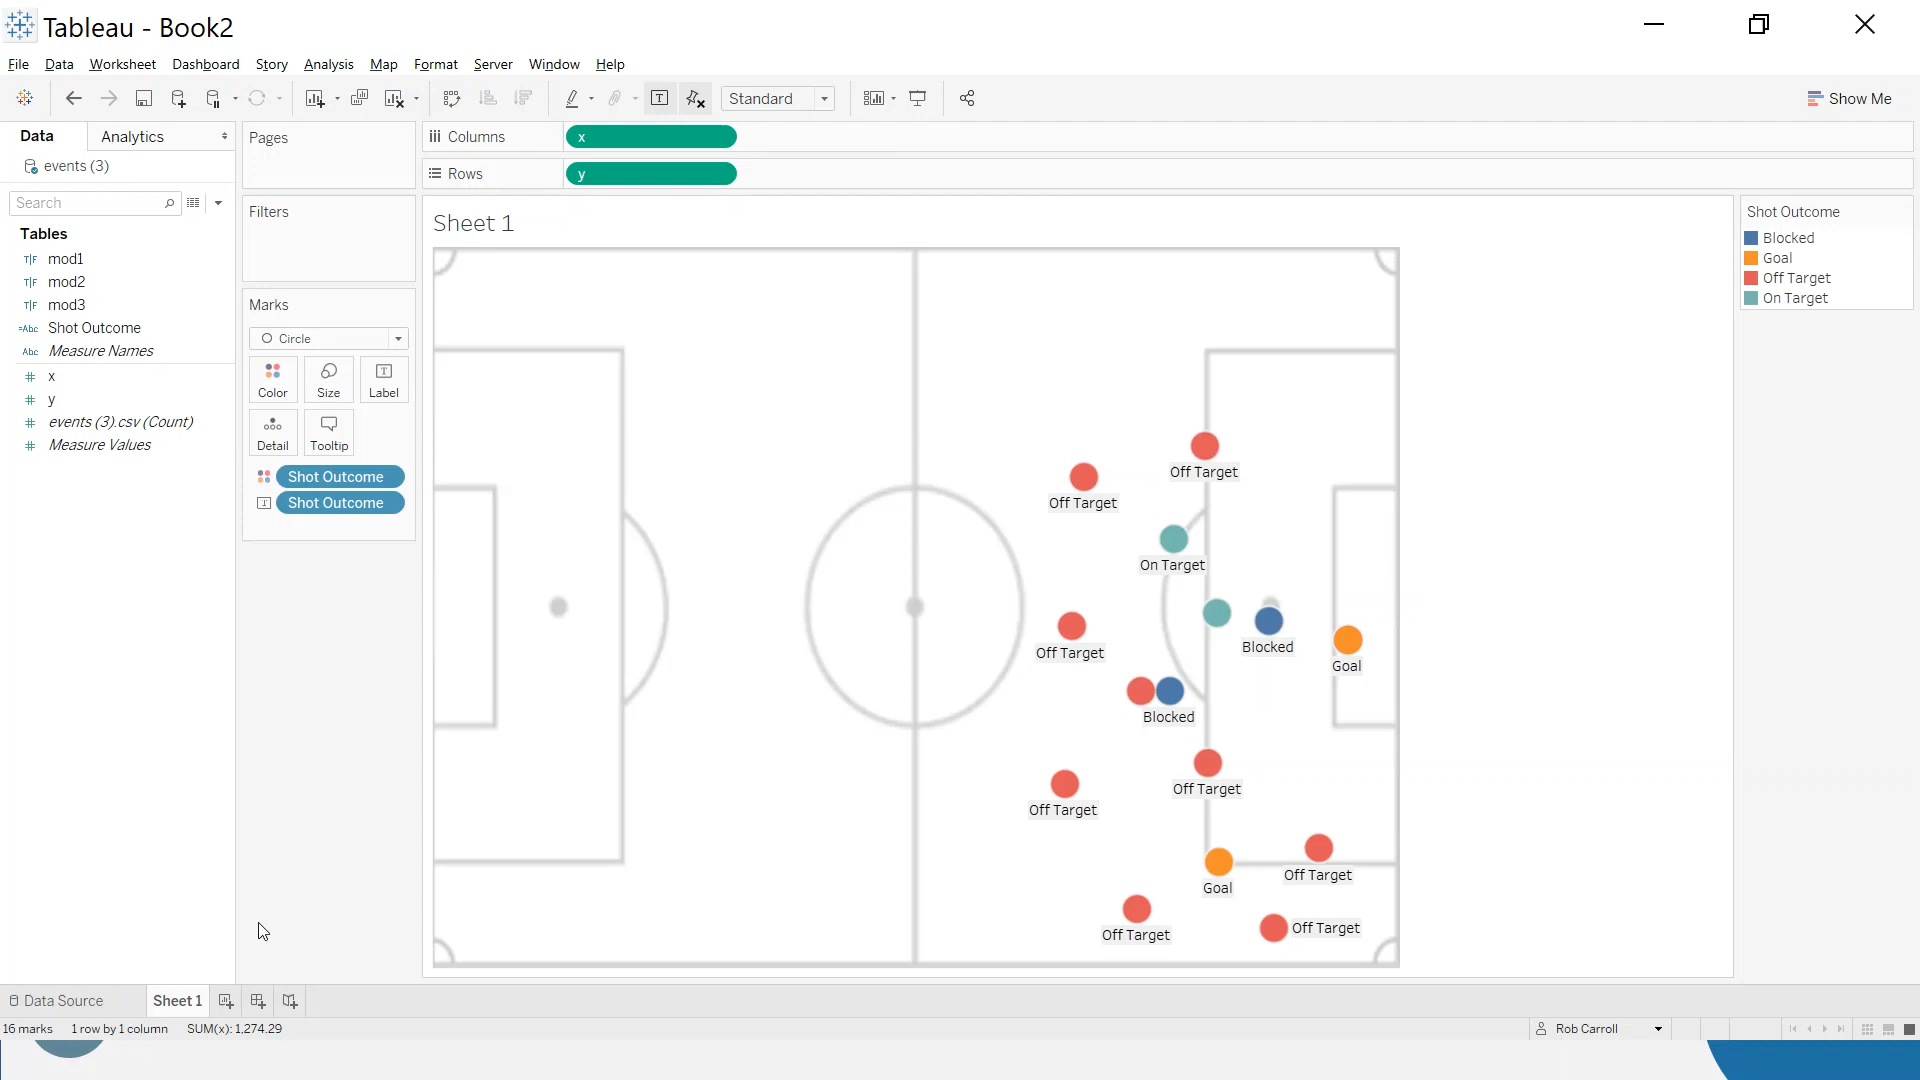 Tableau - Book2
File Data Worksheet Dashboard Story Analysis Map Format Server Window Help
Standard
Show Me
Data
Analytics
events (3)
Search
Tables
mod1
mod2
mod3
Shot Outcome
Measure Names
x
y
events (3).csv (Count)
Measure Values
Pages
Filters
Marks
Circle
Color
Size
Label
Detail
Tooltip
Shot Outcome
Shot Outcome
Columns
x
Rows
y
Sheet 1
Off Target
Off Target
On Target
Blocked
Off Target
Goal
Blocked
Off Target
Off Target
Off Target
Goal
Off Target
Off Target
Shot Outcome
Blocked
Goal
Off Target
On Target
Data Source
Sheet 1
16 marks 1 row by 1 column SUM(x): 1,274.29
Rob Carroll